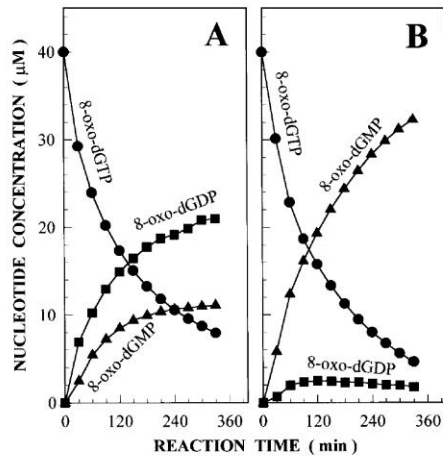 A
B
NUCLEOTIDE CONCENTRATION ( μM )
40
30
20
10
0
8-oxo-dGTP
8-oxo-dGDP
8-oxo-dGMP
8-oxo-dGTP
8-oxo-dGMP
8-oxo-dGDP
0 120 240 360
0 120 240 360
REACTION TIME ( min )